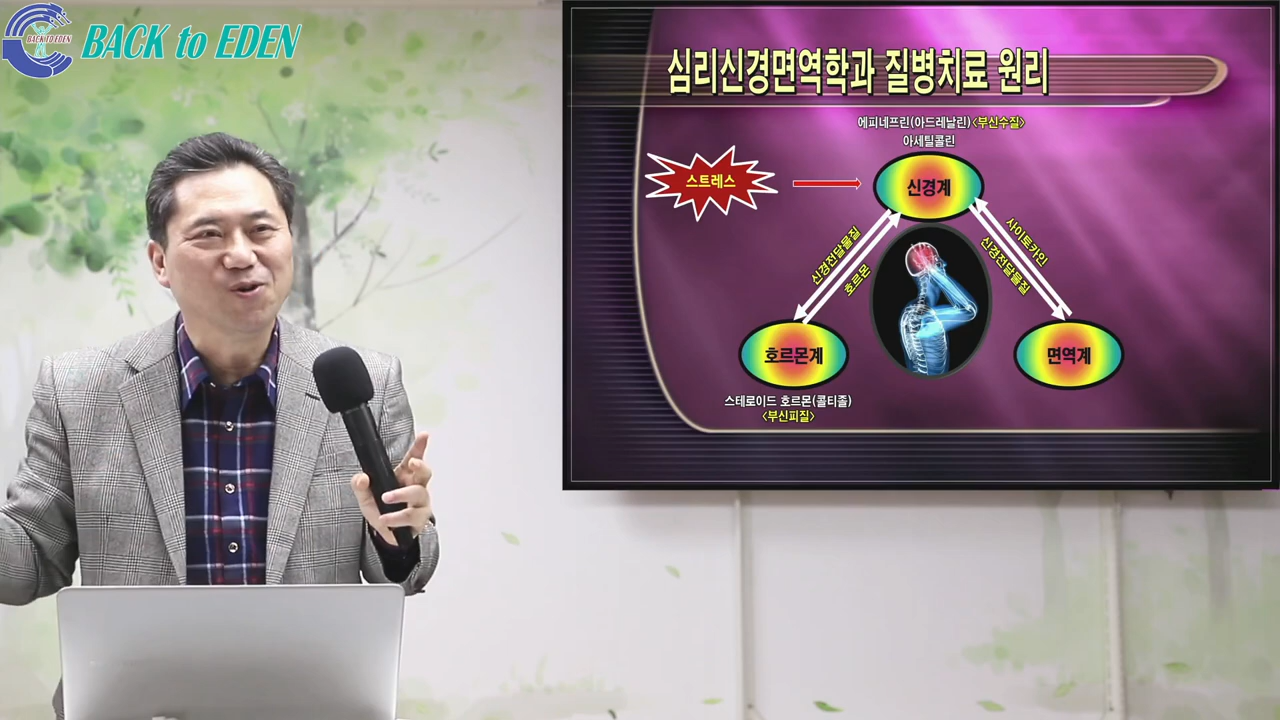 BACK TO EDEN
BACK to EDEN
심리신경면역학과 질병치료 원리
에피네프린(아드레날린)<부신수질>
아세틸콜린
스트레스
신경계
신경전달물질
호르몬
사이토카인
신경전달물질
호르몬계
면역계
스테로이드 호르몬(콜티졸)
<부신피질>